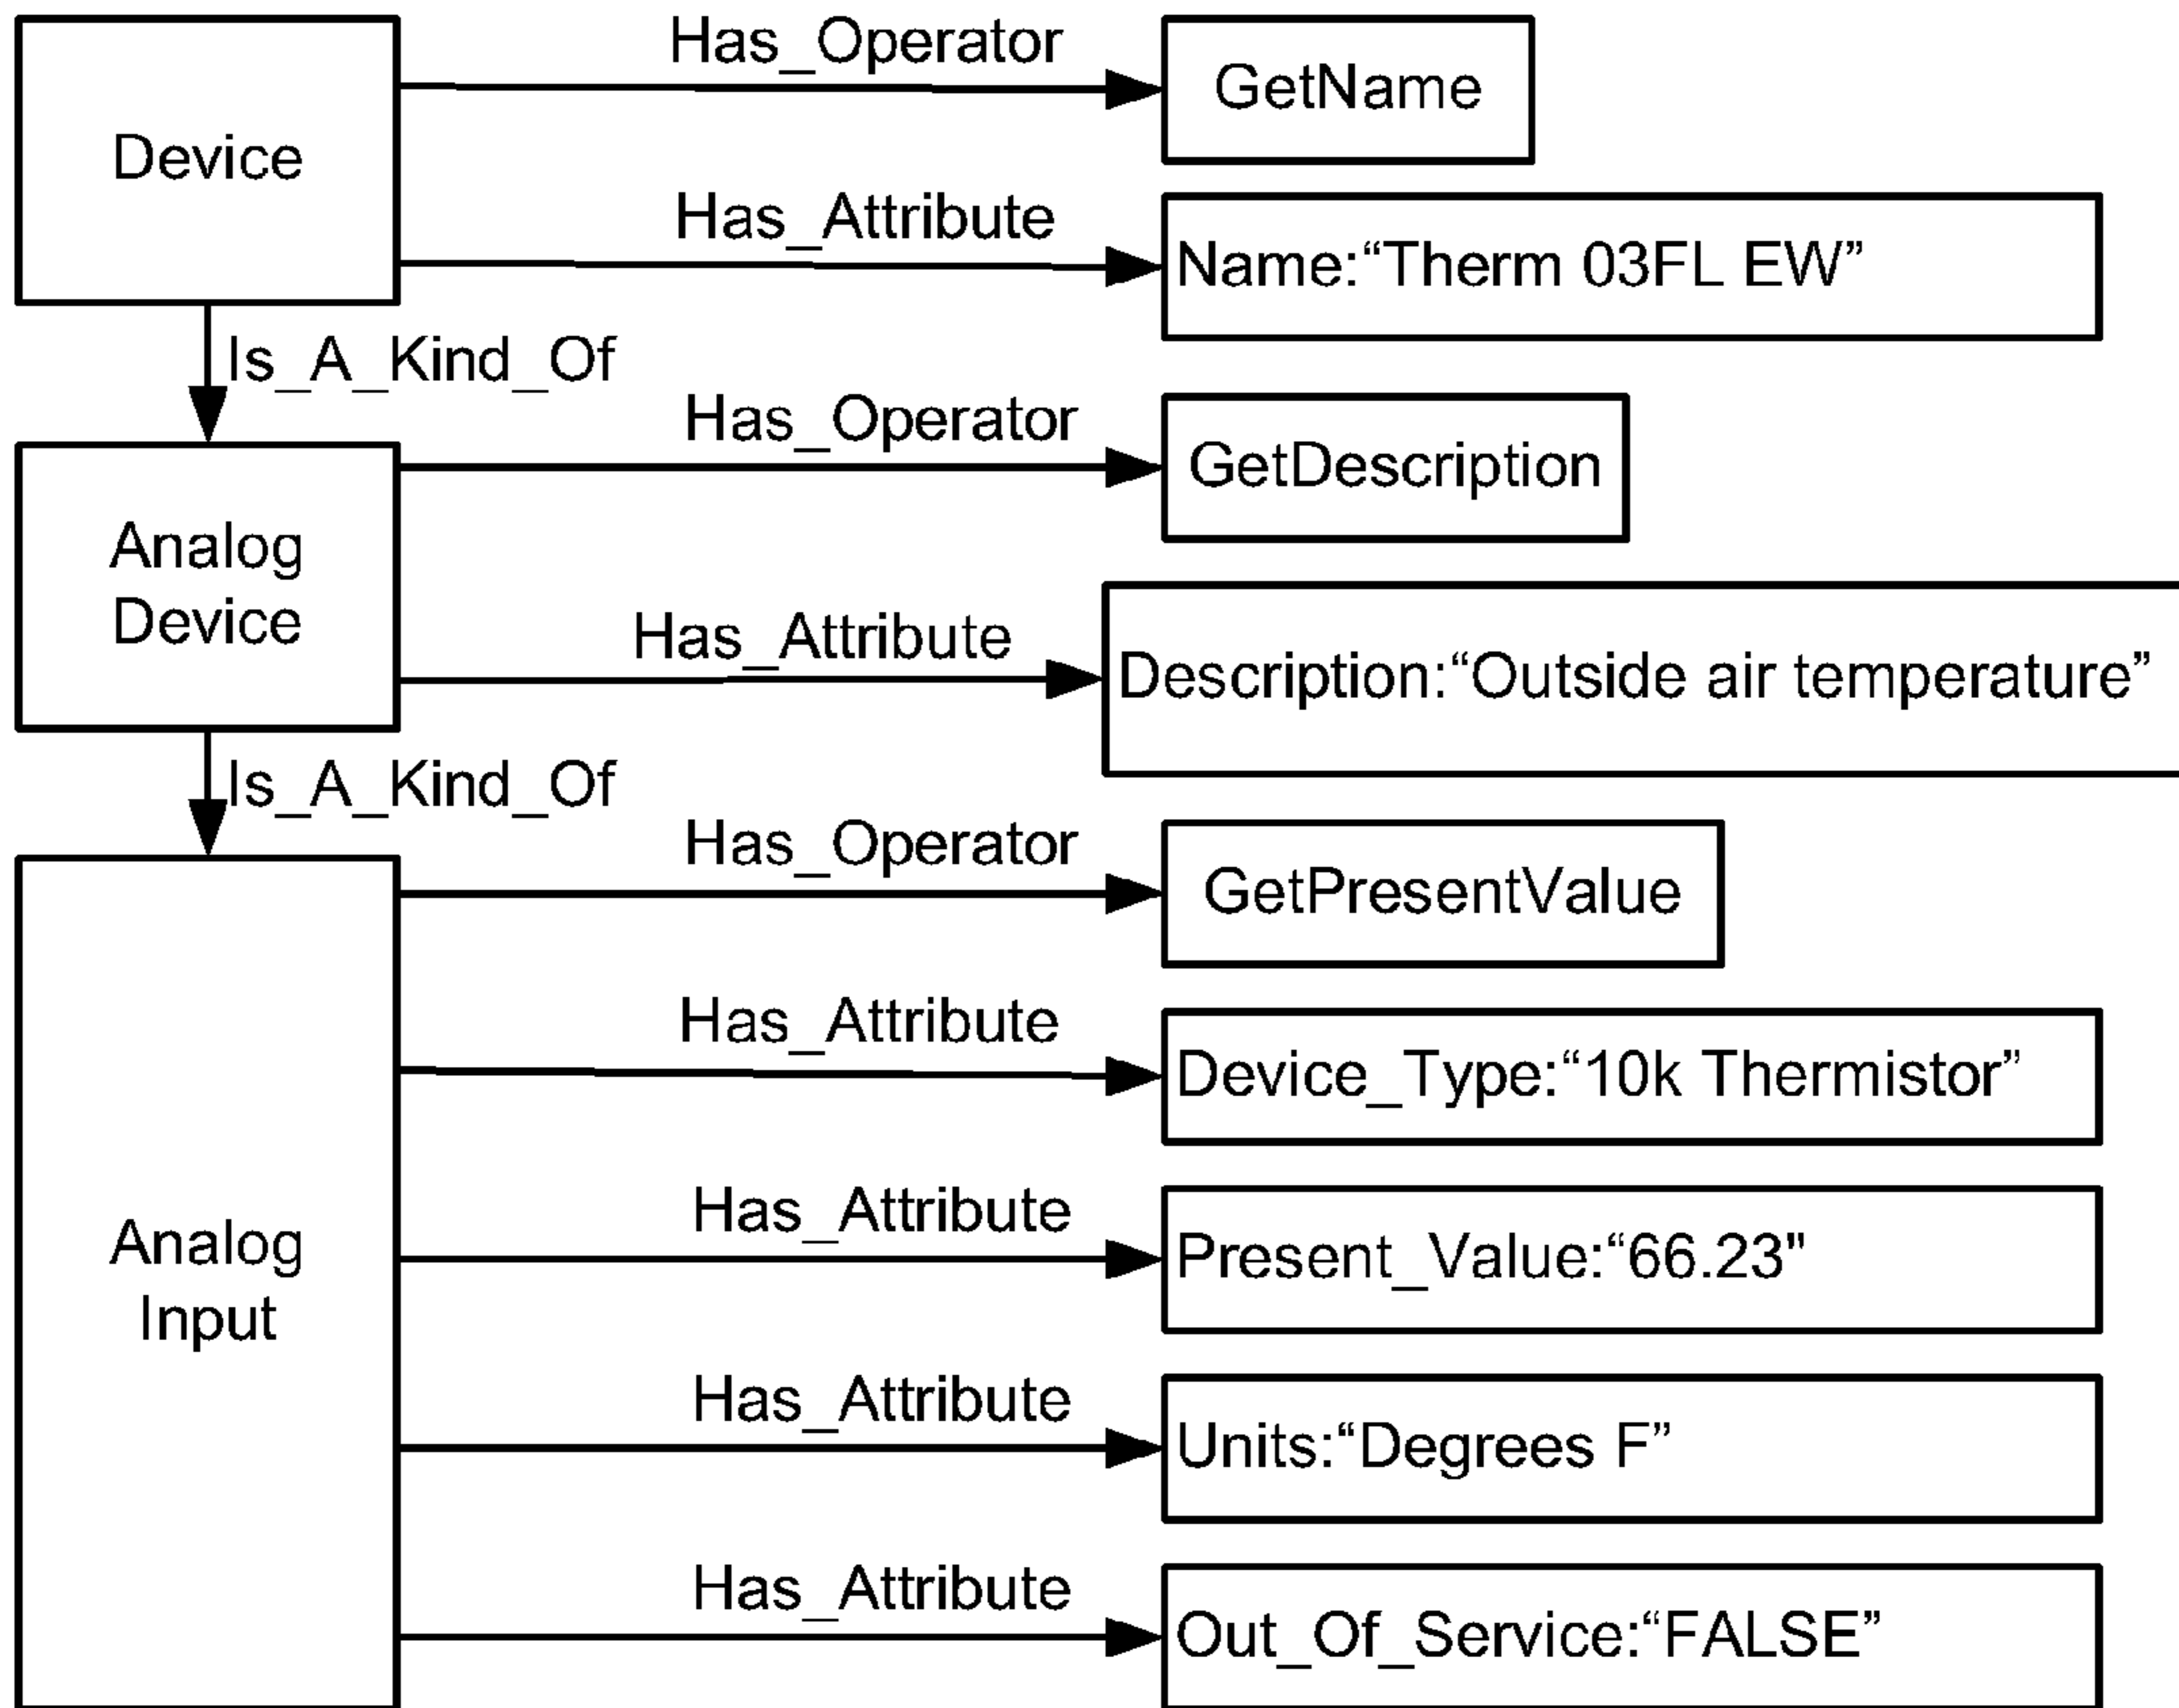 Has_Operator
GetName
Device
Has_Attribute
Name:“Therm 03FL EW”
Is_A_Kind_Of
Has_Operator
GetDescription
Analog
Device
Has_Attribute
Description:“Outside air temperature”
Is_A_Kind_Of
Has_Operator
GetPresentValue
Has_Attribute
Device_Type:“10k Thermistor”
Analog
Input
Has_Attribute
Present_Value:“66.23"
Has_Attribute
Units:“Degrees F”
Has_Attribute
Out_Of_Service:“FALSE”